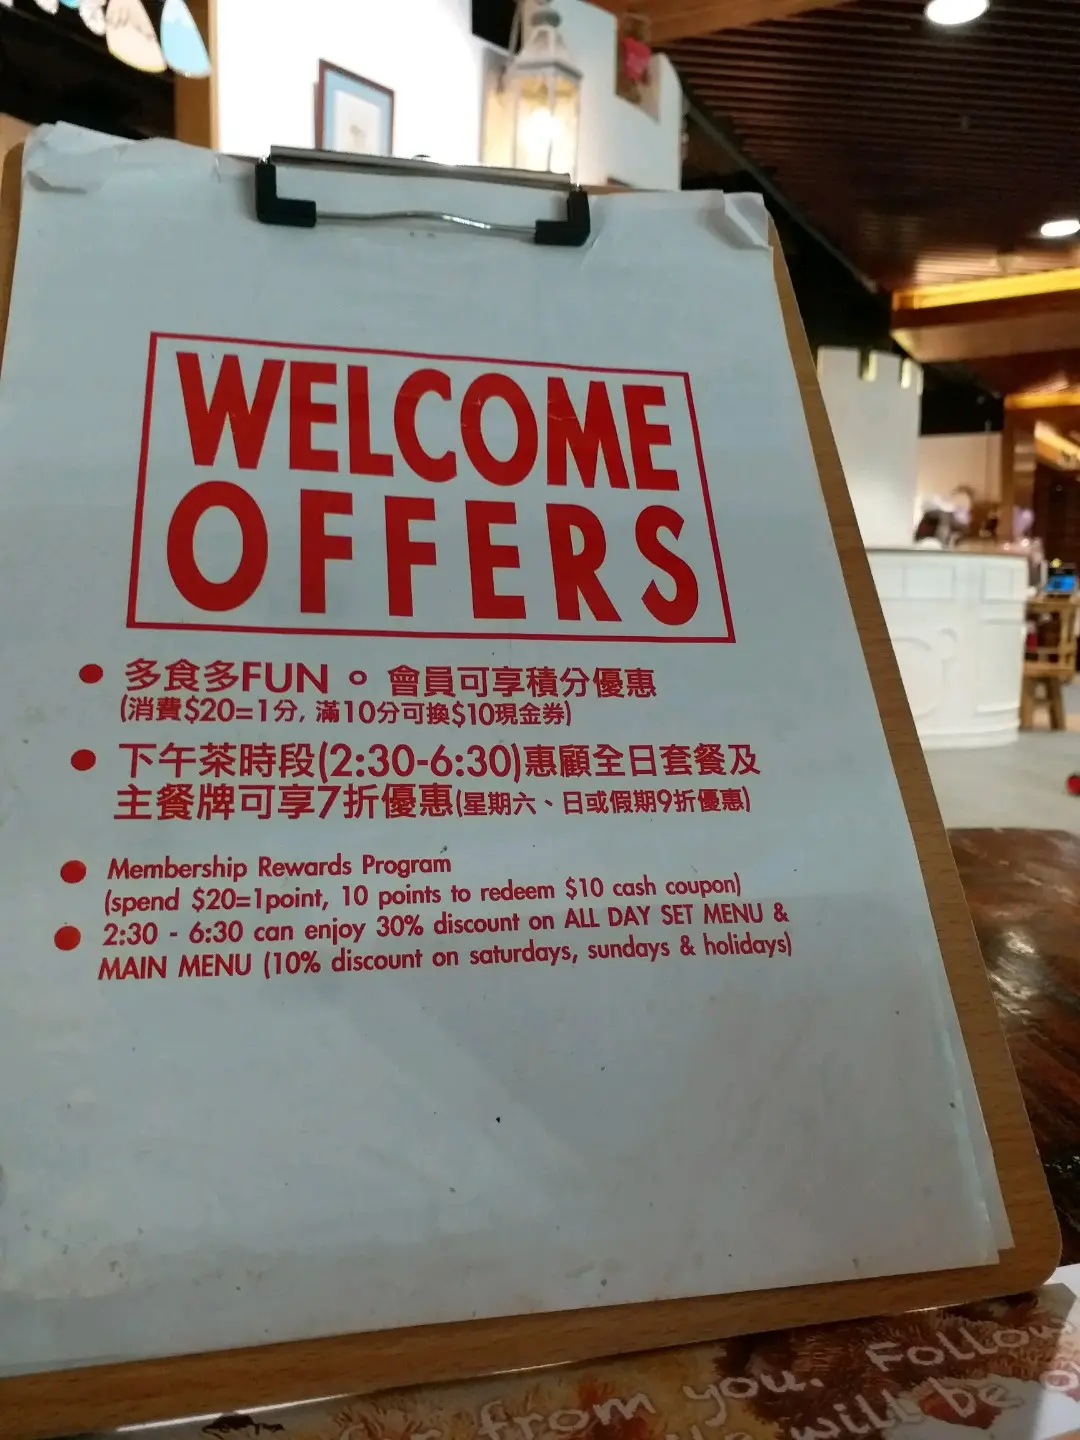 WELCOME
OFFERS
多食多FUN。會員可享積分優惠
(消費$20=1分, 滿10分可換$10現金券)
下午茶時段(2:30-6:30)惠顧全日套餐及
主餐牌可享7折優惠(星期六、日或假期9折優惠)
Membership Rewards Program
(spend $20=1point, 10 points to redeem $10 cash coupon)
2:30 - 6:30 can enjoy 30% discount on ALL DAY SET MENU &
MAIN MENU (10% discount on saturdays, sundays & holidays)
from you. Follow
will be